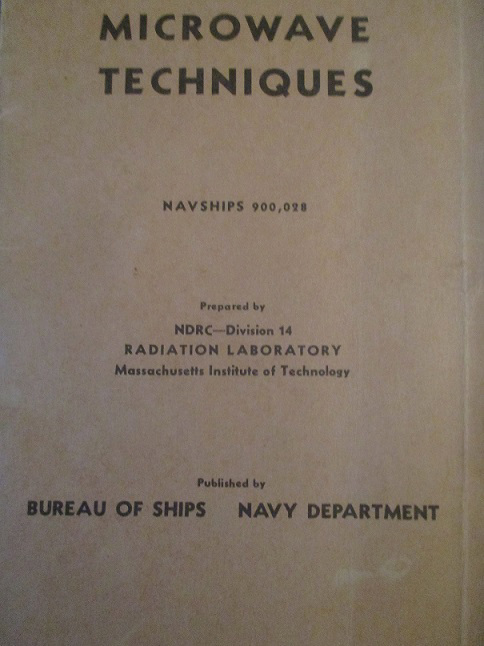 MICROWAVE
TECHNIQUES
NAVSHIPS 900,028
Prepared by
NDRC—Division 14
RADIATION LABORATORY
Massachusetts Institute of Technology
Published by
BUREAU OF SHIPS NAVY DEPARTMENT